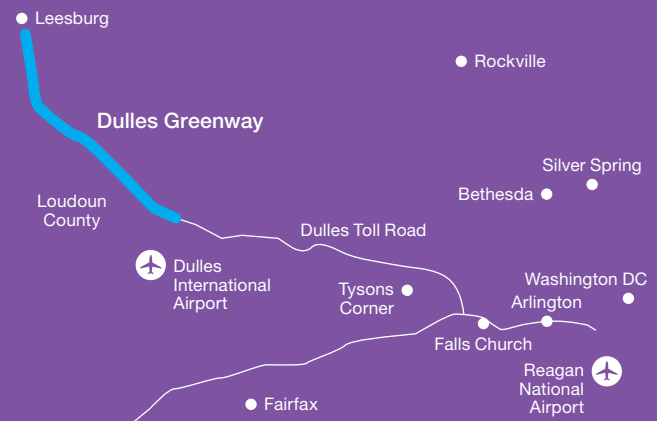 Leesburg
Rockville
Dulles Greenway
Silver Spring
Bethesda
Loudoun
County
Dulles Toll Road
Dulles
International
Airport
Tysons
Corner
Washington DC
Arlington
Falls Church
Reagan
National
Airport
Fairfax